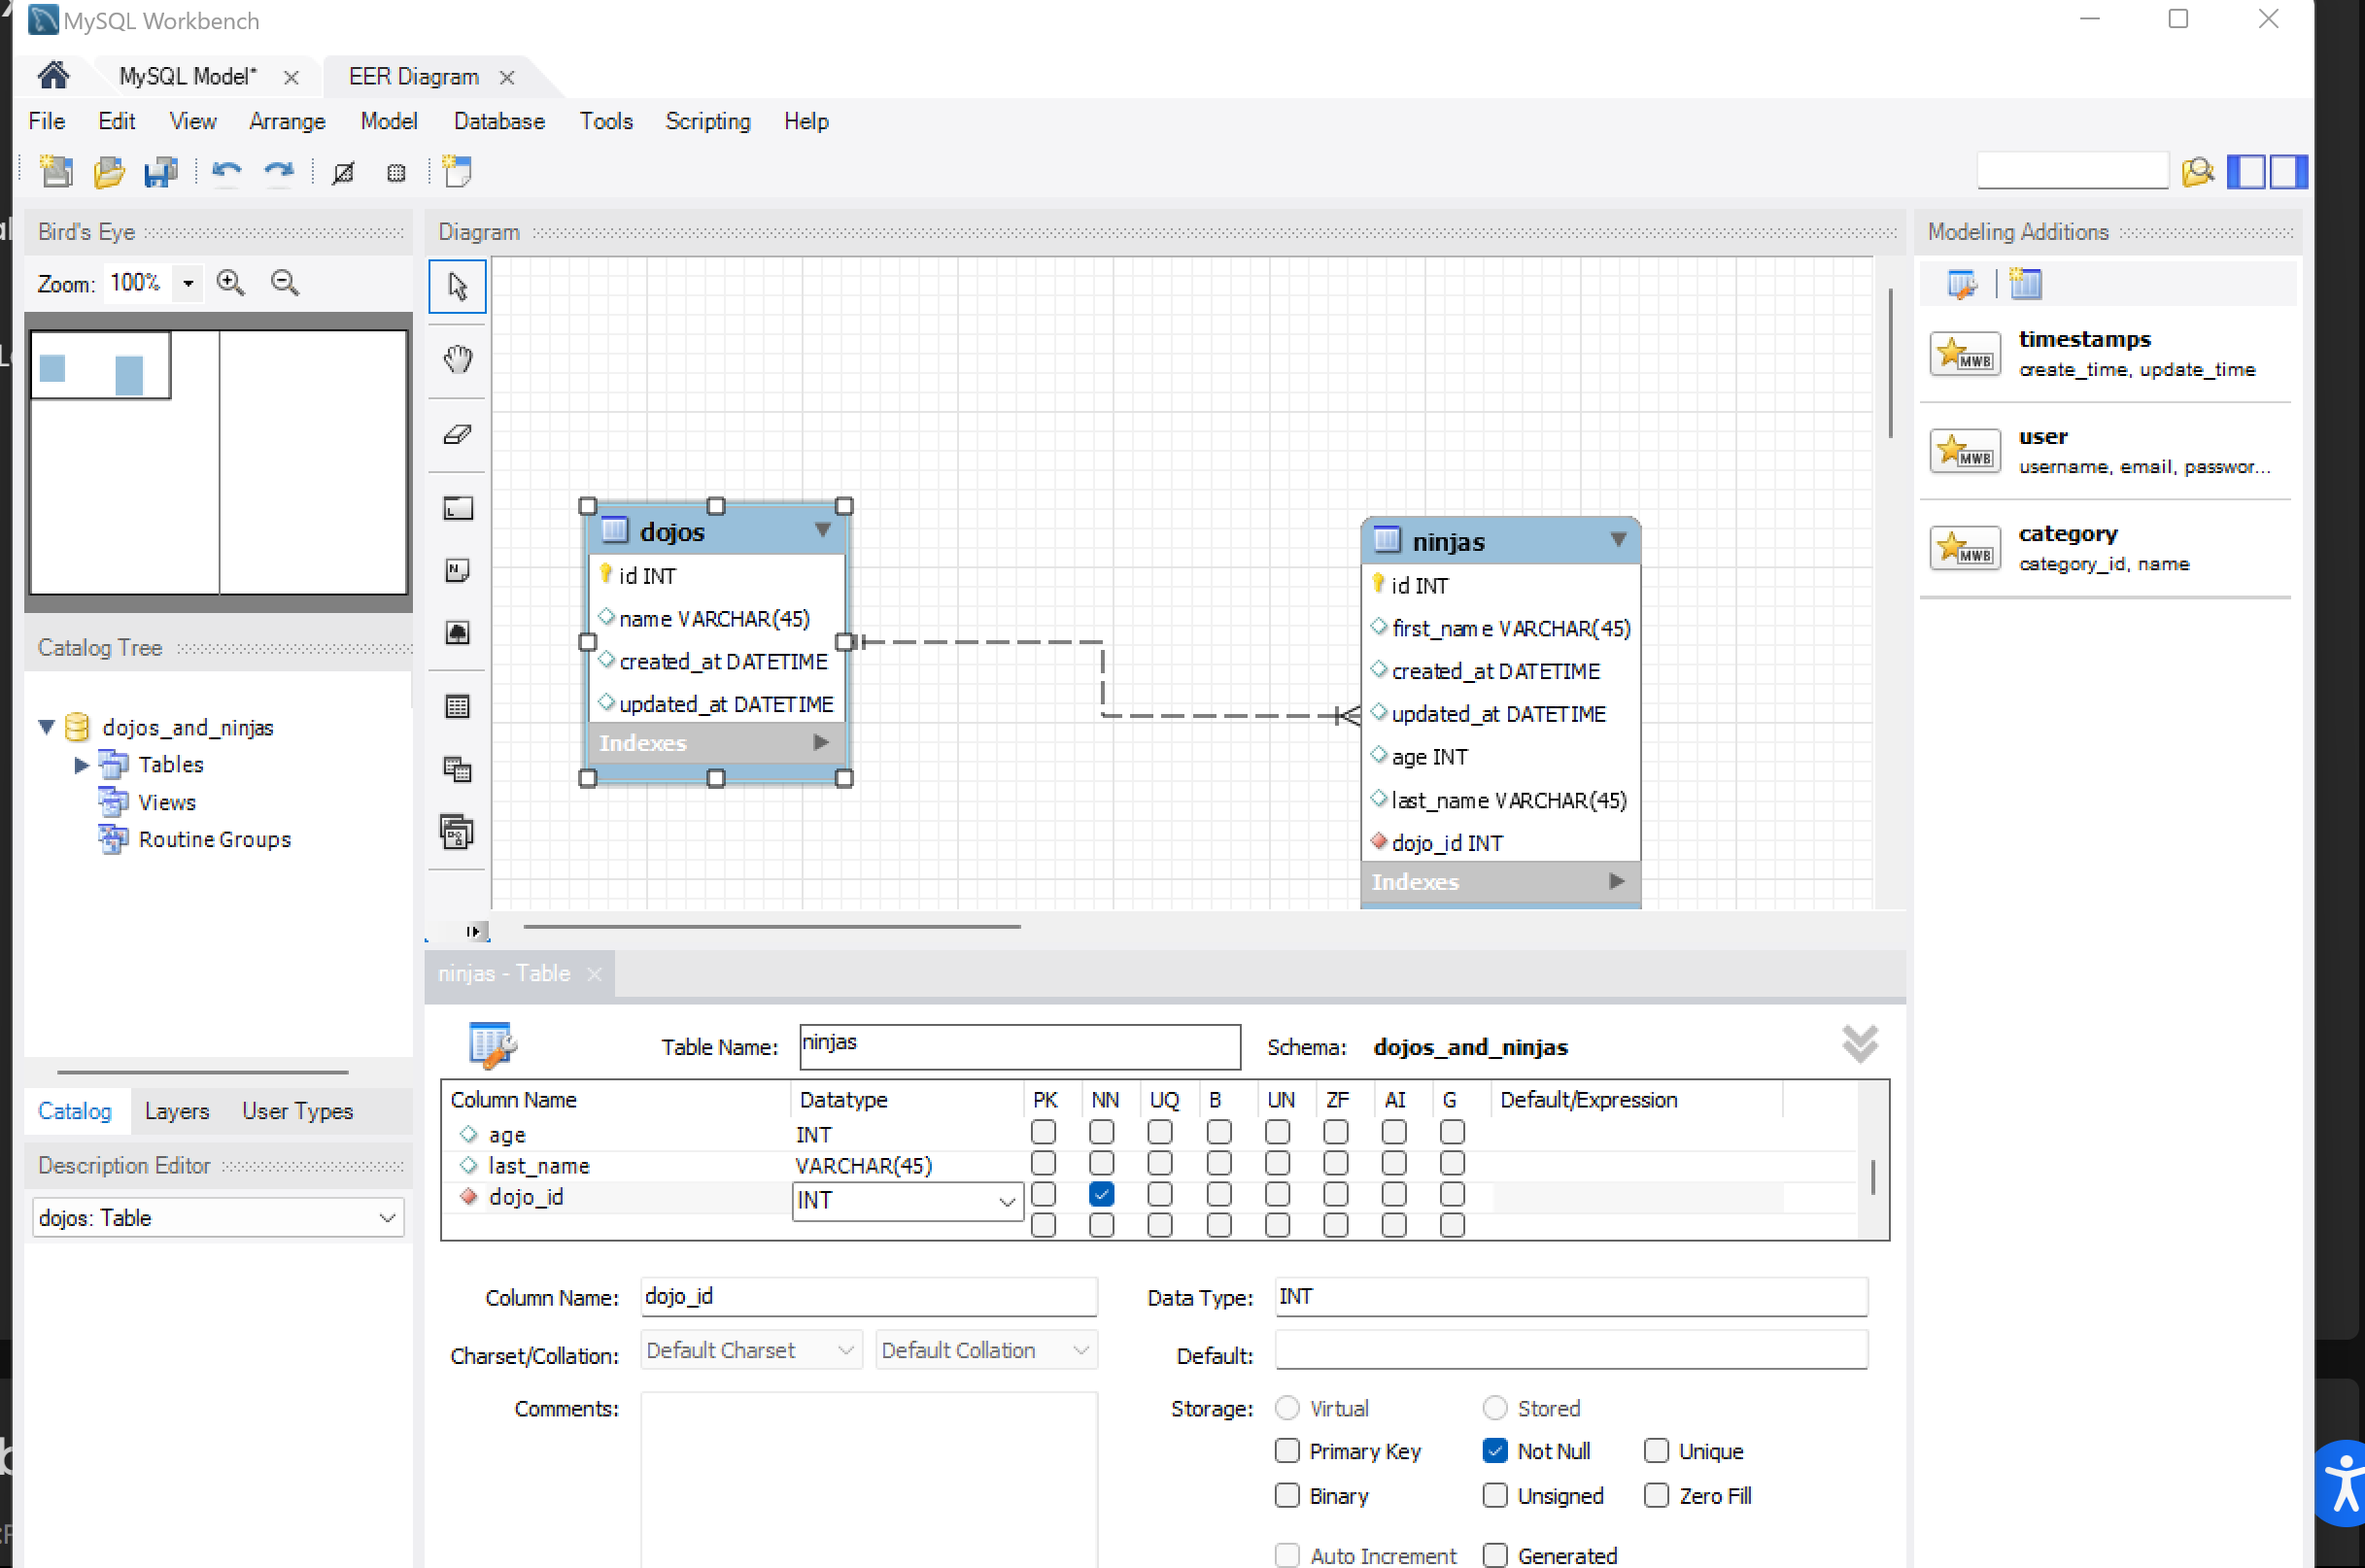 MySQL Workbench
MySQL Model*
EER Diagram
File Edit View Arrange Model Database Tools Scripting Help
Bird's Eye
Zoom: 100%
Catalog Tree
dojos_and_ninjas
Tables
Views
Routine Groups
Catalog Layers User Types
Description Editor
dojos: Table
Diagram
dojos
id INT
name VARCHAR(45)
created_at DATETIME
updated_at DATETIME
Indexes
ninjas
id INT
first_name VARCHAR(45)
created_at DATETIME
updated_at DATETIME
age INT
last_name VARCHAR(45)
dojo_id INT
Indexes
Modeling Additions
MWB
timestamps
create_time, update_time
MWB
user
username, email, passwor...
MWB
category
category_id, name
ninjas - Table
Table Name: ninjas Schema: dojos_and_ninjas
Column Name Datatype PK NN UQ B UN ZF AI G Default/Expression
age INT
last_name VARCHAR(45)
dojo_id INT
Column Name: dojo_id Data Type: INT
Charset/Collation: Default Charset Default Collation Default:
Comments: Storage: Virtual Stored
Primary Key Not Null Unique
Binary Unsigned Zero Fill
Auto Increment Generated